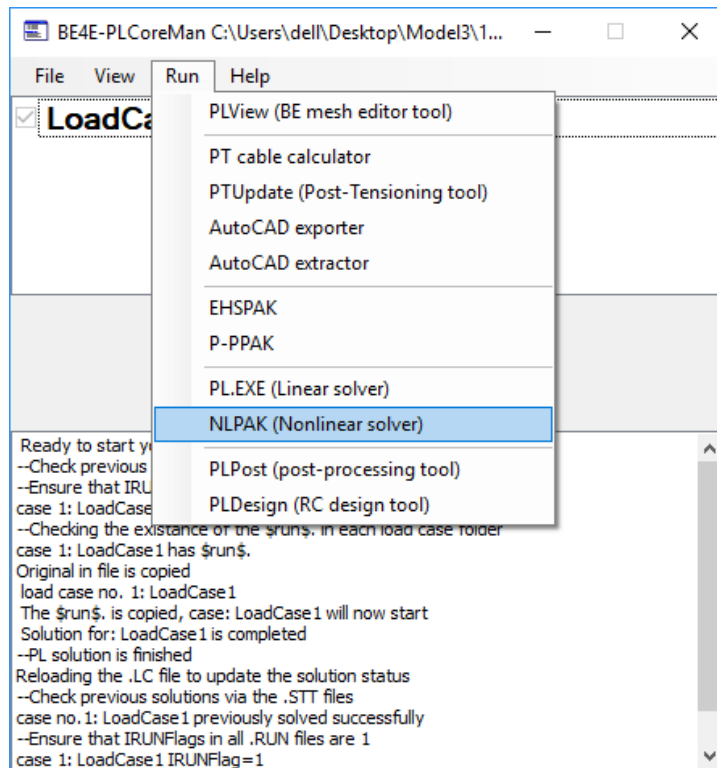 BE4E-PLCoreMan C:\Users\dell\Desktop\Model3\1...
File View Run Help
LoadCa
PLView (BE mesh editor tool)
PT cable calculator
PTUpdate (Post-Tensioning tool)
AutoCAD exporter
AutoCAD extractor
EHSPAK
P-PPAK
PL.EXE (Linear solver)
NLPAK (Nonlinear solver)
PLPost (post-processing tool)
PLDesign (RC design tool)
Ready to start y
--Check previous
--Ensure that IRU
case 1: LoadCase
--Checking the existance of the $run$. in each load case folder
case 1: LoadCase1 has $run$.
Original in file is copied
load case no. 1: LoadCase1
The $run$. is copied, case: LoadCase1 will now start
Solution for: LoadCase1 is completed
--PL solution is finished
Reloading the .LC file to update the solution status
--Check previous solutions via the .STT files
case no.1: LoadCase1 previously solved successfully
--Ensure that IRUNFlags in all .RUN files are 1
case 1: LoadCase1 IRUNFlag=1